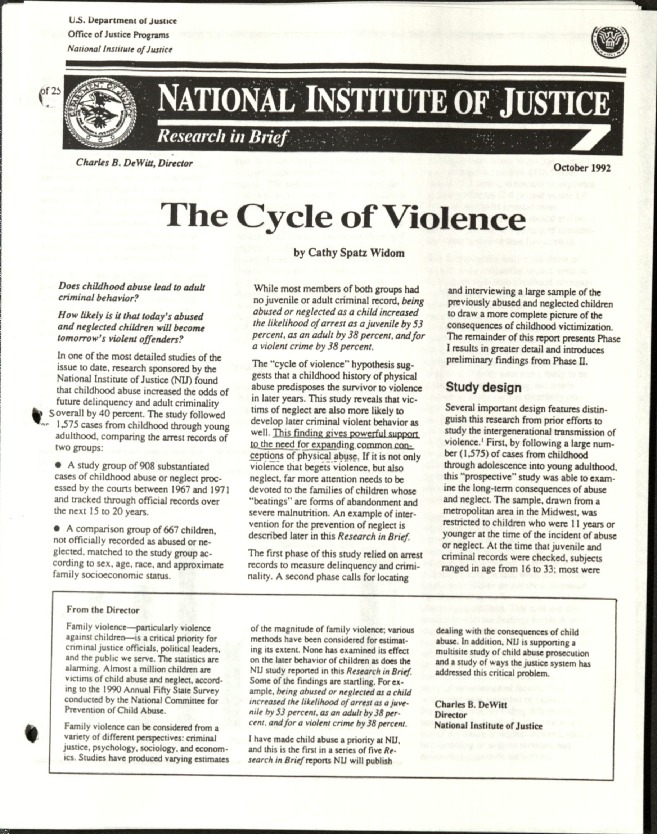 U.S. Department of Justice
Office of Justice Programs
National Institute of Justice
of 25
NATIONAL INSTITUTE OF JUSTICE
Research in Brief
Charles B. DeWitt, Director
October 1992
The Cycle of Violence
by Cathy Spatz Widom
Does childhood abuse lead to adult
criminal behavior?
How likely is it that today's abused
and neglected children will become
tomorrow's violent offenders?
In one of the most detailed studies of the
issue to date, research sponsored by the
National Institute of Justice (NIJ) found
that childhood abuse increased the odds of
future delinquency and adult criminality
overall by 40 percent. The study followed
1,575 cases from childhood through young
adulthood, comparing the arrest records of
two groups:
● A study group of 908 substantiated
cases of childhood abuse or neglect proc-
essed by the courts between 1967 and 1971
and tracked through official records over
the next 15 to 20 years.
● A comparison group of 667 children,
not officially recorded as abused or ne-
glected, matched to the study group ac-
cording to sex, age, race, and approximate
family socioeconomic status.
While most members of both groups had
no juvenile or adult criminal record, being
abused or neglected as a child increased
the likelihood of arrest as a juvenile by 53
percent, as an adult by 38 percent, and for
a violent crime by 38 percent.
The "cycle of violence" hypothesis sug-
gests that a childhood history of physical
abuse predisposes the survivor to violence
in later years. This study reveals that vic-
tims of neglect are also more likely to
develop later criminal violent behavior as
well. This finding gives powerful support
to the need for expanding common con-
ceptions of physical abuse. If it is not only
violence that begets violence, but also
neglect, far more attention needs to be
devoted to the families of children whose
"beatings" are forms of abandonment and
severe malnutrition. An example of inter-
vention for the prevention of neglect is
described later in this Research in Brief.
The first phase of this study relied on arrest
records to measure delinquency and crimi-
nality. A second phase calls for locating
and interviewing a large sample of the
previously abused and neglected children
to draw a more complete picture of the
consequences of childhood victimization.
The remainder of this report presents Phase
I results in greater detail and introduces
preliminary findings from Phase II.
Study design
Several important design features distin-
guish this research from prior efforts to
study the intergenerational transmission of
violence.¹ First, by following a large num-
ber (1,575) of cases from childhood
through adolescence into young adulthood,
this "prospective" study was able to exam-
ine the long-term consequences of abuse
and neglect. The sample, drawn from a
metropolitan area in the Midwest, was
restricted to children who were 11 years or
younger at the time of the incident of abuse
or neglect. At the time that juvenile and
criminal records were checked, subjects
ranged in age from 16 to 33; most were
From the Director
Family violence—particularly violence
against children—is a critical priority for
criminal justice officials, political leaders,
and the public we serve. The statistics are
alarming. Almost a million children are
victims of child abuse and neglect, accord-
ing to the 1990 Annual Fifty State Survey
conducted by the National Committee for
Prevention of Child Abuse.
Family violence can be considered from a
variety of different perspectives: criminal
justice, psychology, sociology, and econom-
ics. Studies have produced varying estimates
of the magnitude of family violence; various
methods have been considered for estimat-
ing its extent. None has examined its effect
on the later behavior of children as does the
NIJ study reported in this Research in Brief.
Some of the findings are startling. For ex-
ample, being abused or neglected as a child
increased the likelihood of arrest as a juve-
nile by 53 percent, as an adult by 38 per-
cent, and for a violent crime by 38 percent.
I have made child abuse a priority at NIJ,
and this is the first in a series of five Re-
search in Brief reports NIJ will publish
dealing with the consequences of child
abuse. In addition, NIJ is supporting a
multisite study of child abuse prosecution
and a study of ways the justice system has
addressed this critical problem.
Charles B. DeWitt
Director
National Institute of Justice